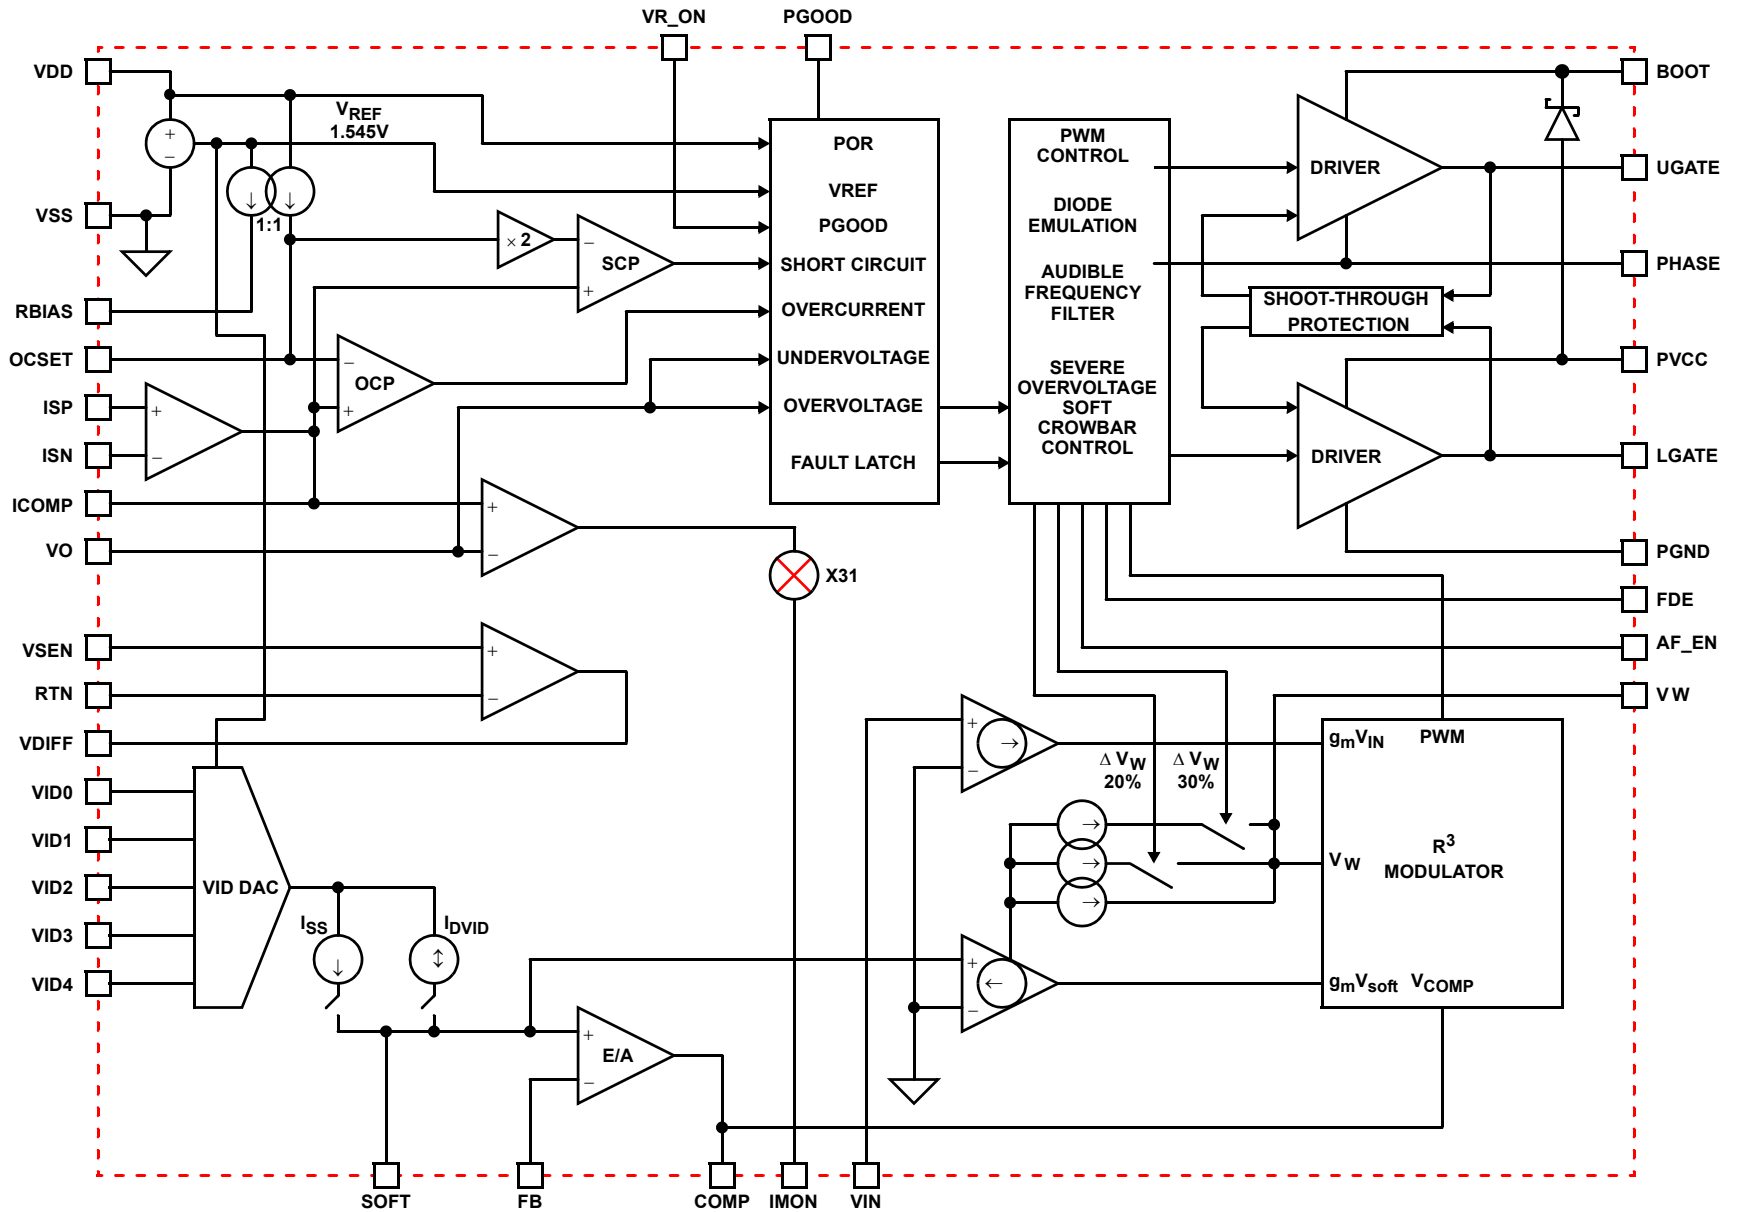 VR_ON
PGOOD
VDD
VSS
RBIAS
OCSET
ISP
ISN
ICOMP
VO
VSEN
RTN
VDIFF
VID0
VID1
VID2
VID3
VID4
+
−
VREF
1.545V
1:1
× 2
−
SCP
+
−
OCP
+
+
−
+
−
+
−
X31
POR
VREF
PGOOD
SHORT CIRCUIT
OVERCURRENT
UNDERVOLTAGE
OVERVOLTAGE
FAULT LATCH
PWM
CONTROL
DIODE
EMULATION
AUDIBLE
FREQUENCY
FILTER
SEVERE
OVERVOLTAGE
SOFT
CROWBAR
CONTROL
DRIVER
SHOOT-THROUGH
PROTECTION
DRIVER
BOOT
UGATE
PHASE
PVCC
LGATE
PGND
FDE
AF_EN
VW
VID DAC
ISS
IDVID
+
E/A
−
+
−
Δ VW
20%
Δ VW
30%
+
−
gmVIN
PWM
VW
R3
MODULATOR
gmVsoft
VCOMP
SOFT
FB
COMP
IMON
VIN